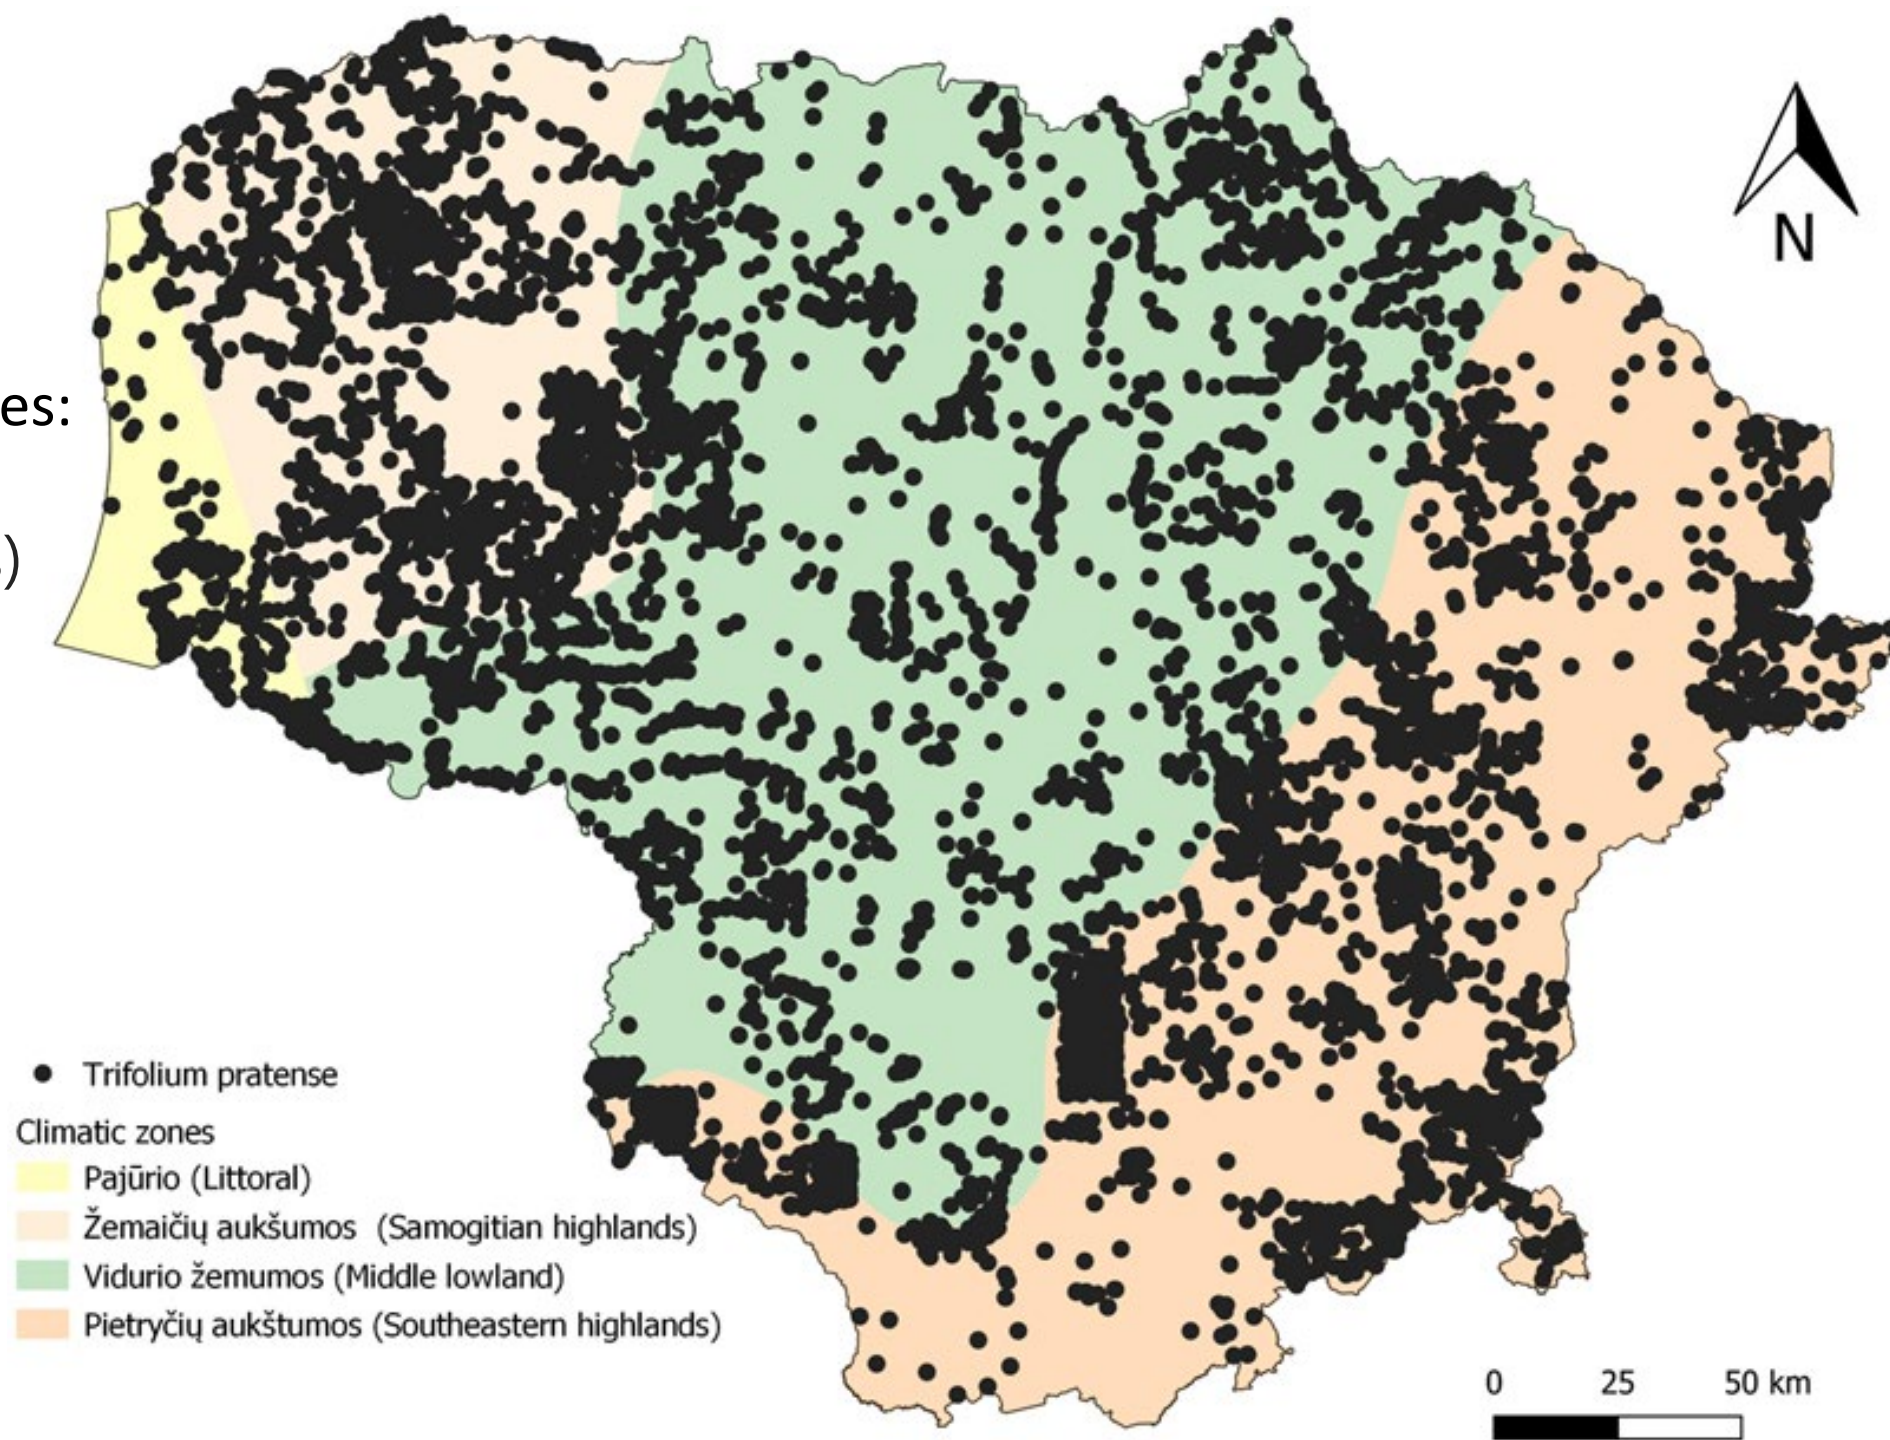 es:
)
N
Trifolium pratense
Climatic zones
Pajūrio (Littoral)
Žemaičių aukšumos (Samogitian highlands)
Vidurio žemumos (Middle lowland)
Pietryčių aukštumos (Southeastern highlands)
0 25 50 km